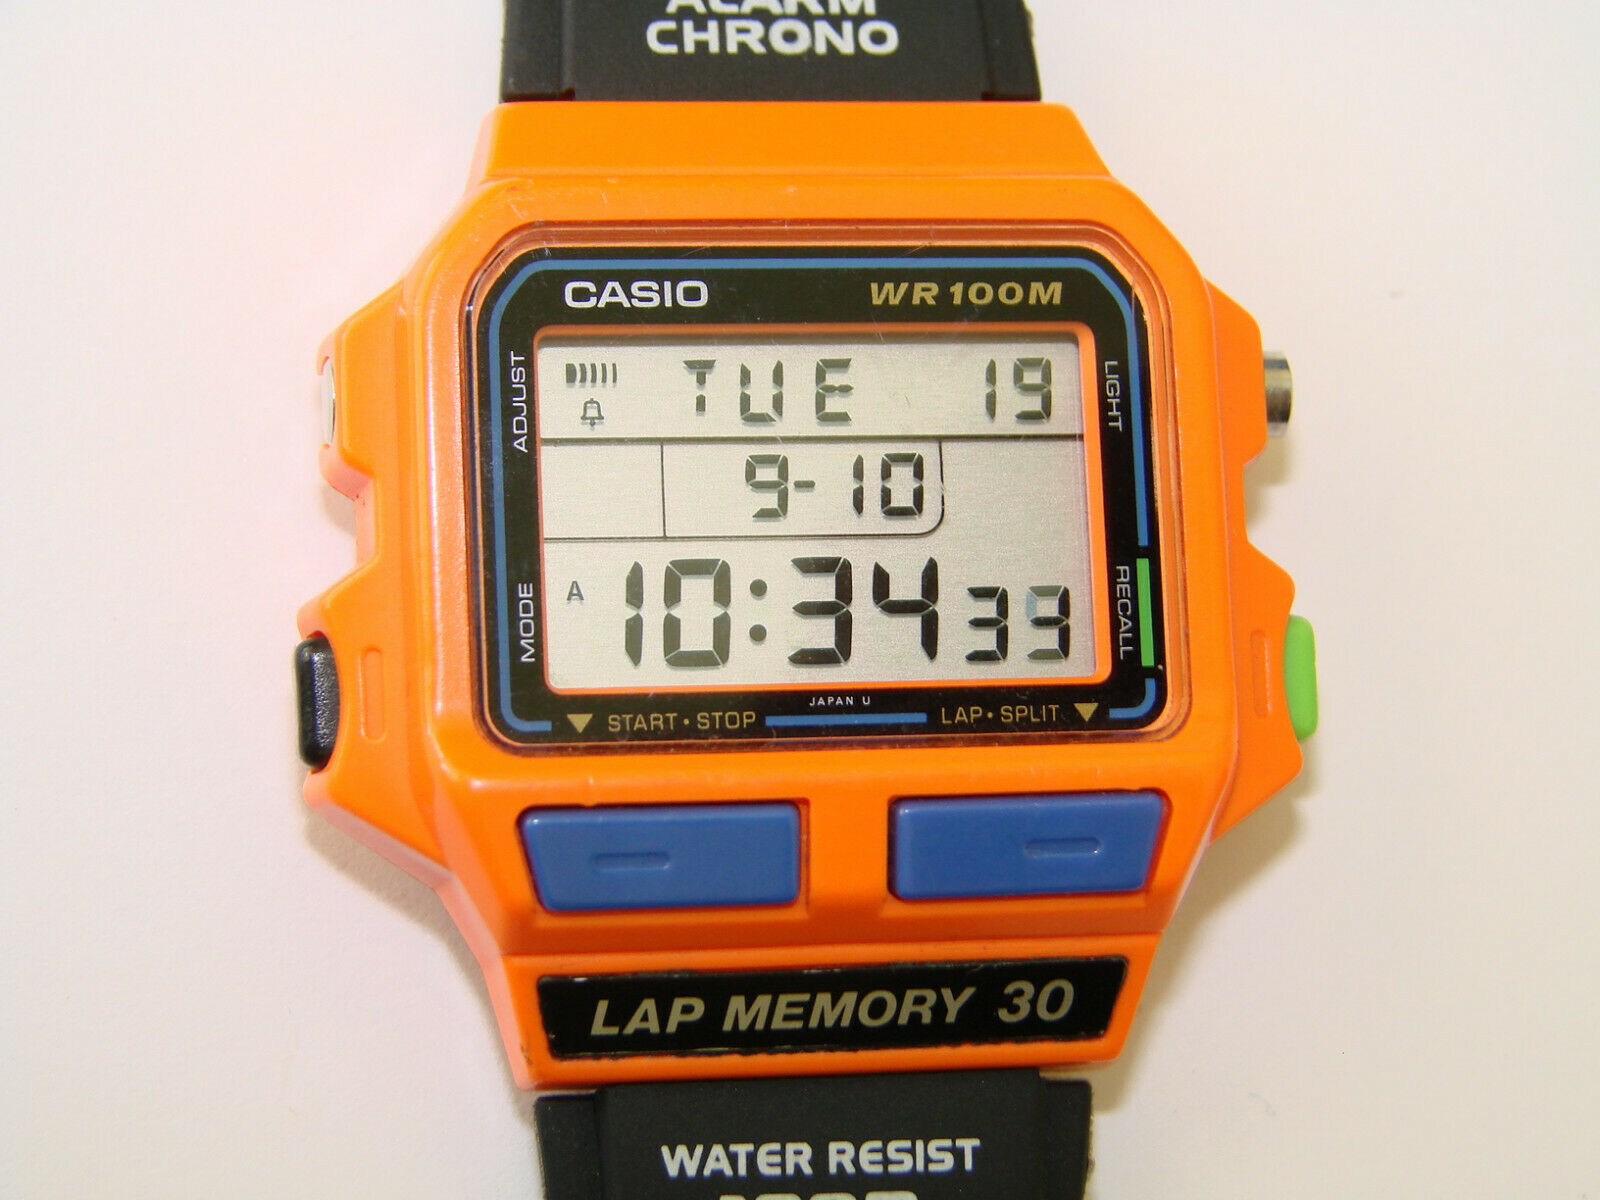 ALARM
CHRONO
CASIO WR 100M
ADJUST
LIGHT
TUE 19
9-10
A 10:34 39
MODE
RECALL
JAPAN U
START • STOP LAP • SPLIT
LAP MEMORY 30
WATER RESIST